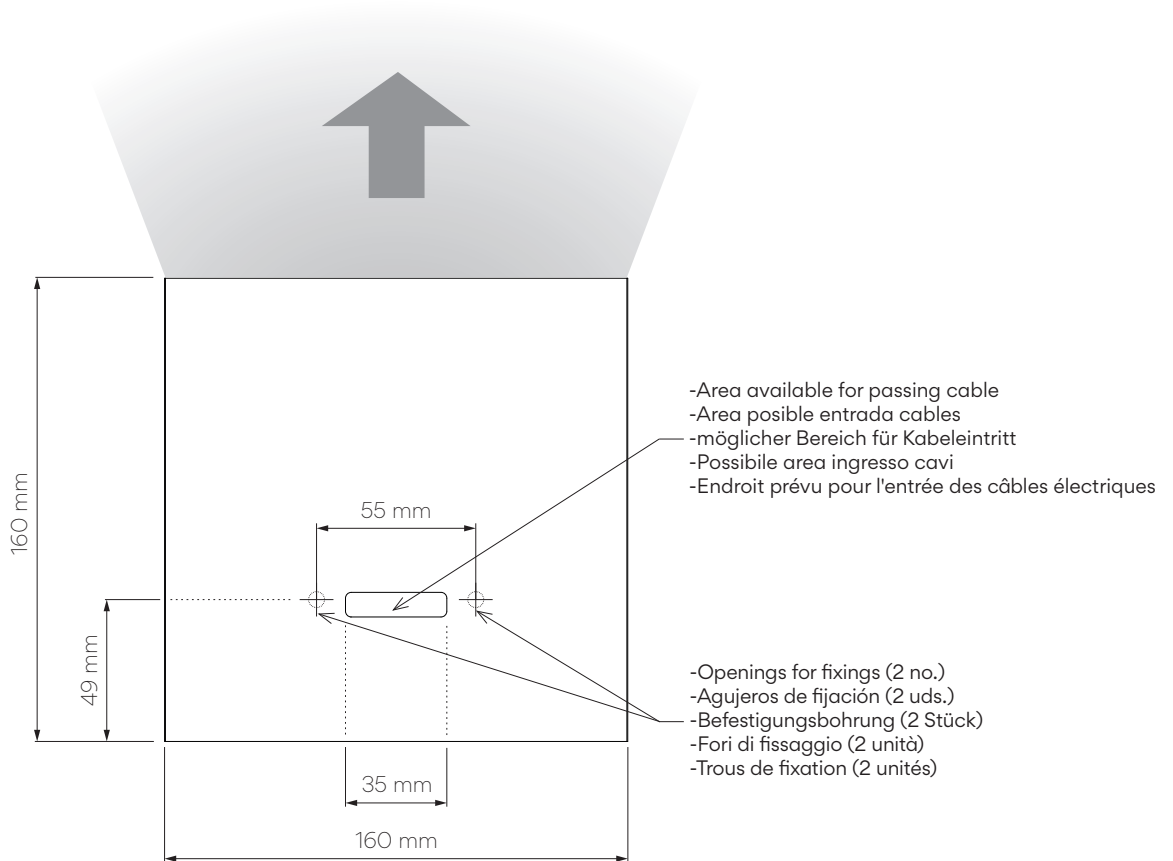 -Area available for passing cable
-Area posible entrada cables
-möglicher Bereich für Kabeleintritt
-Possibile area ingresso cavi
-Endroit prévu pour l'entrée des câbles électriques
160 mm
55 mm
49 mm
-Openings for fixings (2 no.)
-Agujeros de fijación (2 uds.)
-Befestigungsbohrung (2 Stück)
-Fori di fissaggio (2 unità)
-Trous de fixation (2 unités)
35 mm
160 mm